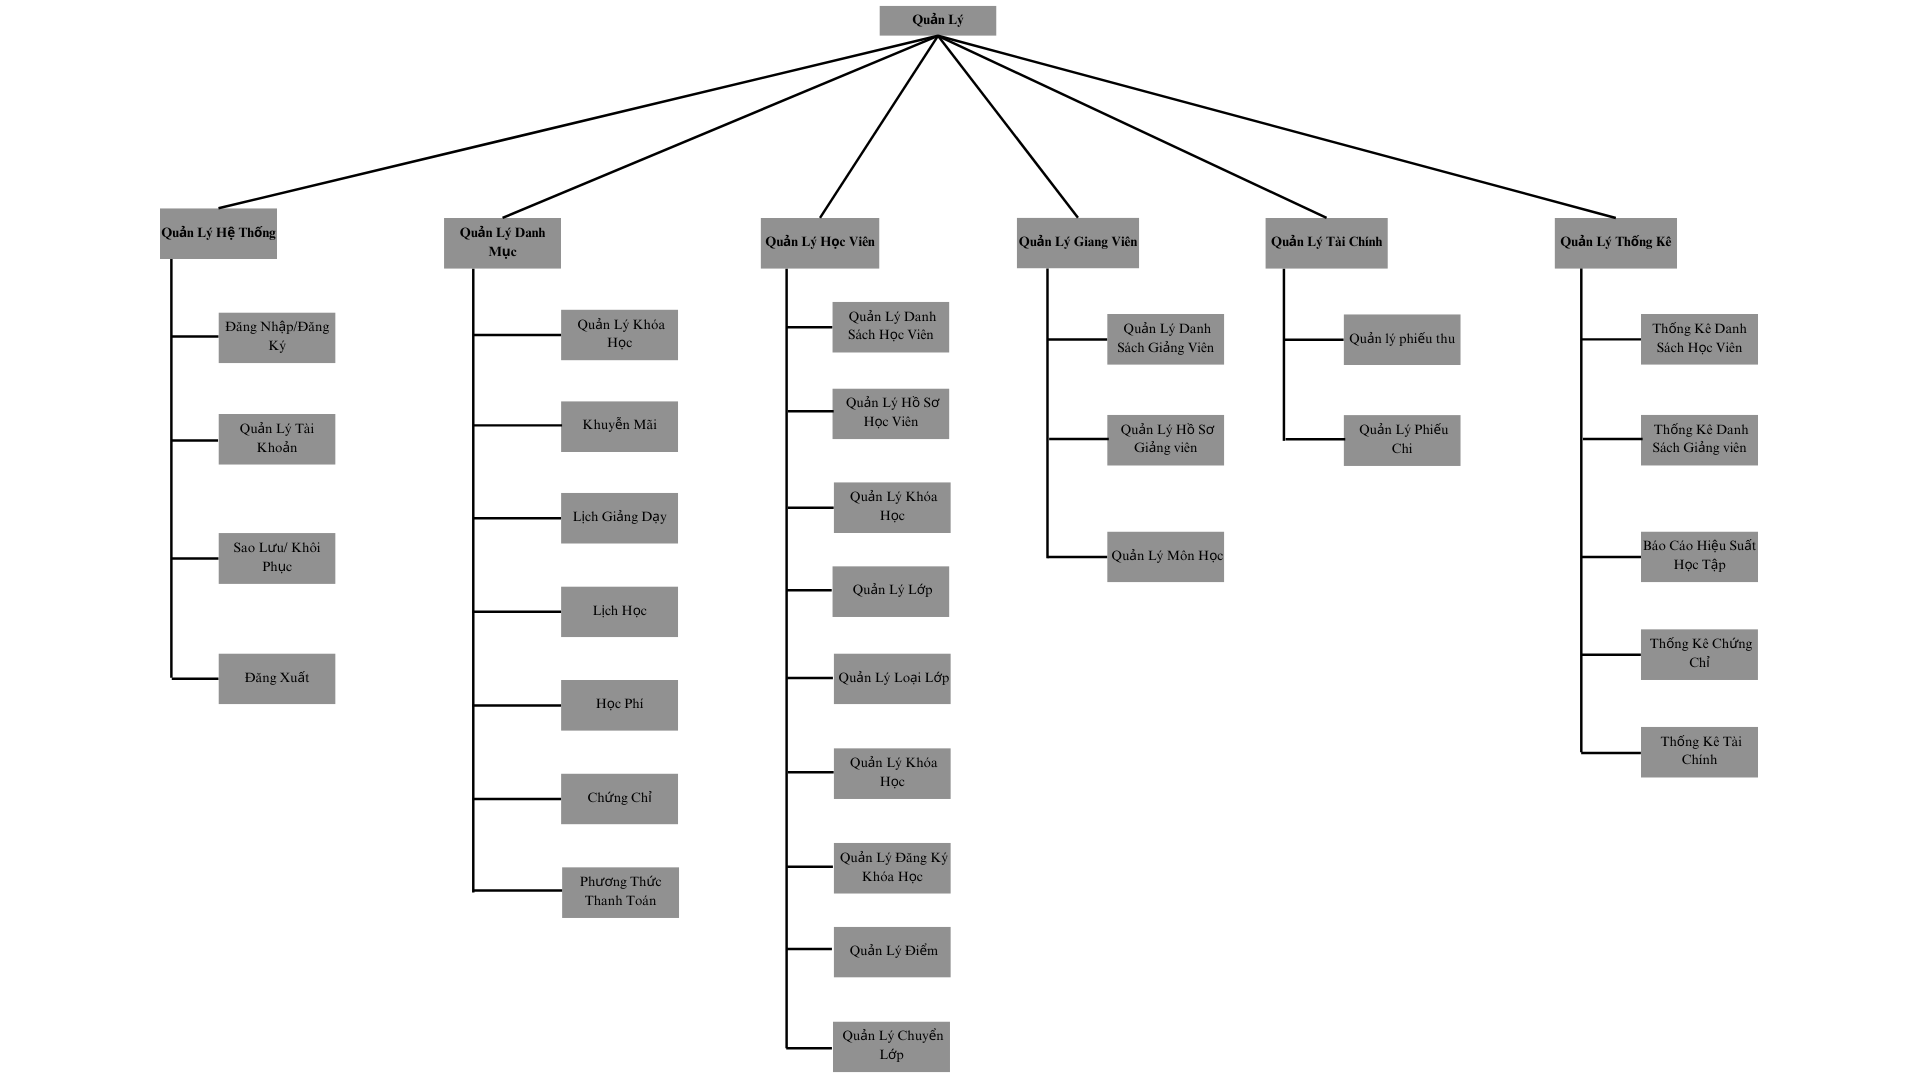 Quản Lý
Quản Lý Hệ Thống
Đăng Nhập/Đăng
Ký
Quản Lý Tài
Khoản
Sao Lưu/ Khôi
Phục
Đăng Xuất
Quản Lý Danh
Mục
Quản Lý Khóa
Học
Khuyễn Mãi
Lịch Giảng Dạy
Lịch Học
Học Phí
Chứng Chỉ
Phương Thức
Thanh Toán
Quản Lý Học Viên
Quản Lý Danh
Sách Học Viên
Quản Lý Hồ Sơ
Học Viên
Quản Lý Khóa
Học
Quản Lý Lớp
Quản Lý Loại Lớp
Quản Lý Khóa
Học
Quản Lý Đăng Ký
Khóa Học
Quản Lý Điểm
Quản Lý Chuyển
Lớp
Quản Lý Giang Viên
Quản Lý Danh
Sách Giảng Viên
Quản Lý Hồ Sơ
Giảng viên
Quản Lý Môn Học
Quản Lý Tài Chính
Quản lý phiếu thu
Quản Lý Phiếu
Chi
Quản Lý Thống Kê
Thống Kê Danh
Sách Học Viên
Thống Kê Danh
Sách Giảng viên
Báo Cáo Hiệu Suất
Học Tập
Thống Kê Chứng
Chỉ
Thống Kê Tài
Chính